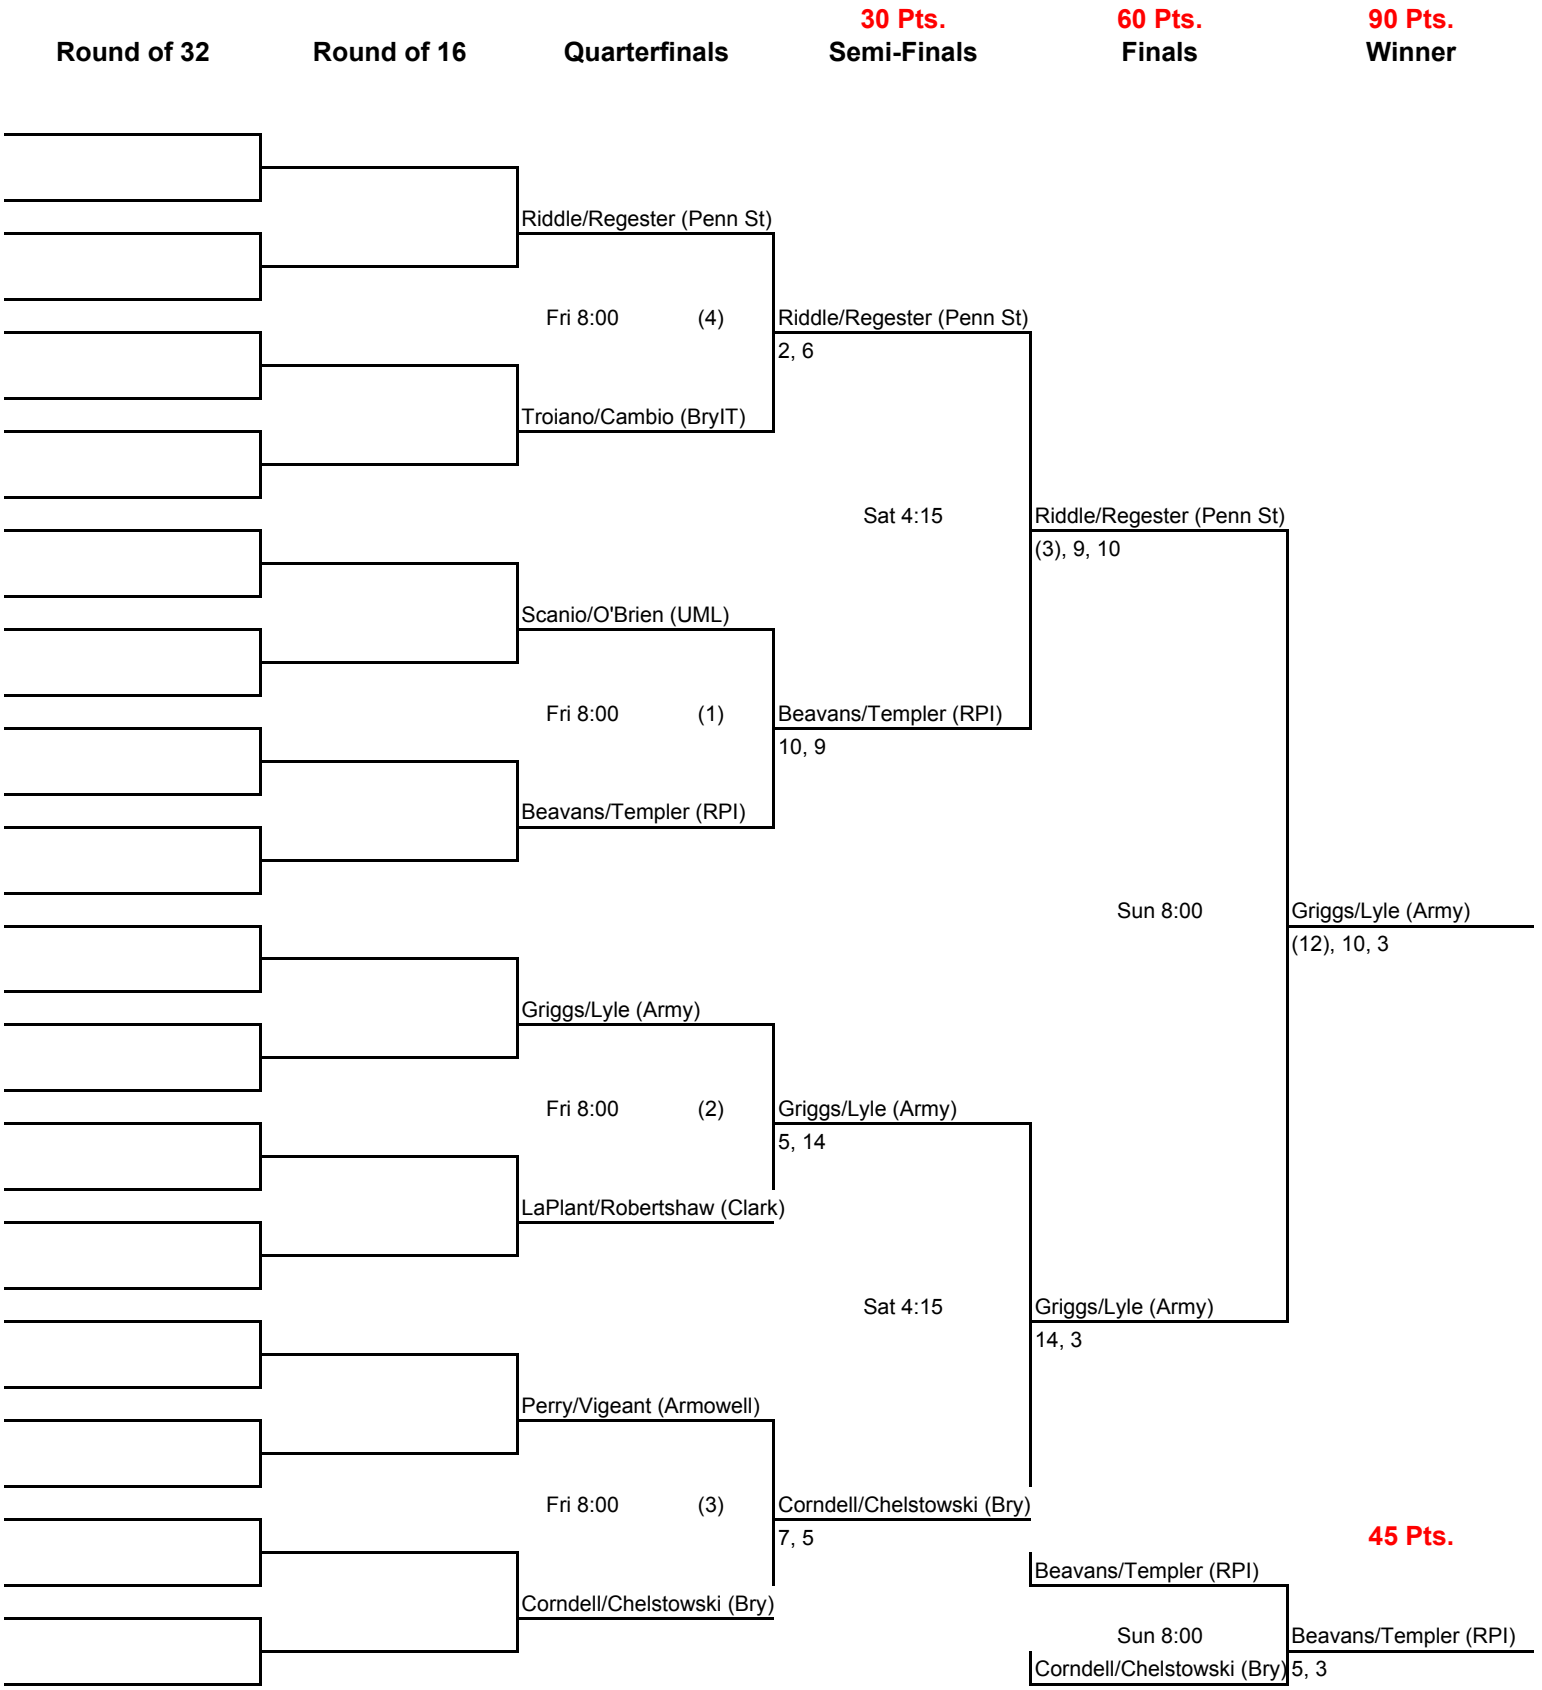 30 Pts. 60 Pts. 90 Pts.
Round of 32 Round of 16 Quarterfinals Semi-Finals Finals Winner
Riddle/Regester (Penn St)
Fri 8:00 (4) Riddle/Regester (Penn St)
2, 6
Troiano/Cambio (BryIT)
Sat 4:15 Riddle/Regester (Penn St)
(3), 9, 10
Scanio/O'Brien (UML)
Fri 8:00 (1) Beavans/Templer (RPI)
10, 9
Beavans/Templer (RPI)
Sun 8:00 Griggs/Lyle (Army)
(12), 10, 3
Griggs/Lyle (Army)
Fri 8:00 (2) Griggs/Lyle (Army)
5, 14
LaPlant/Robertshaw (Clark)
Sat 4:15 Griggs/Lyle (Army)
14, 3
Perry/Vigeant (Armowell)
Fri 8:00 (3) Corndell/Chelstowski (Bry)
7, 5 45 Pts.
Beavans/Templer (RPI)
Corndell/Chelstowski (Bry)
Sun 8:00 Beavans/Templer (RPI)
Corndell/Chelstowski (Bry) 5, 3